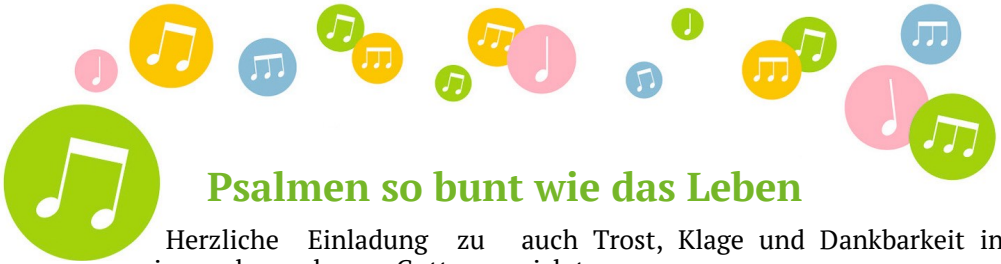 Psalmen so bunt wie das Leben
Herzliche Einladung zu
auch Trost, Klage und Dankbarkeit in